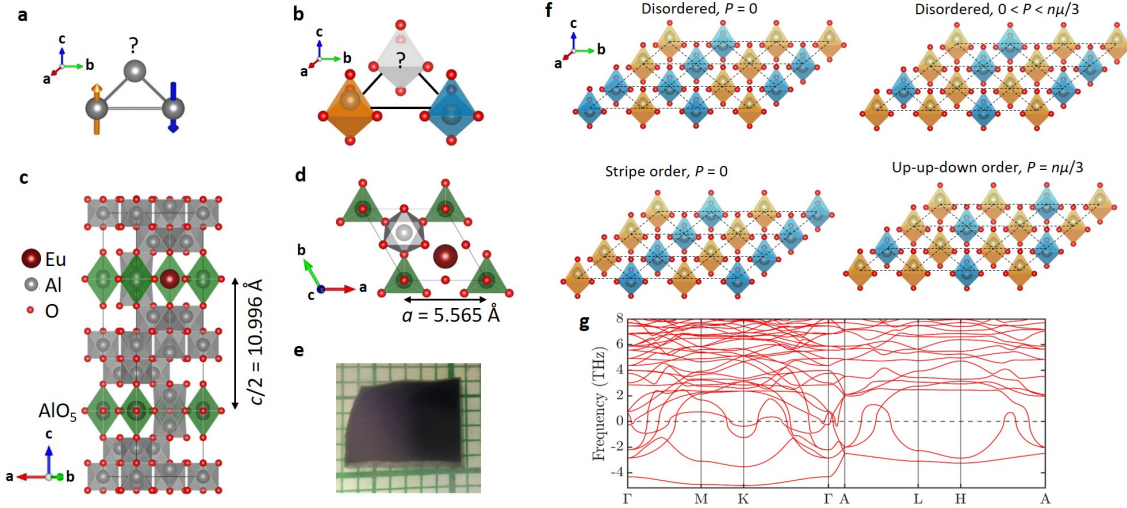 a
c
b
a
?
b
c
b
a
?
c
Eu
Al
O
AlO5
c
a
b
c/2 = 10.996 Å
d
b
c
a
a = 5.565 Å
e
f
c
b
a
Disordered, P = 0
Disordered, 0 < P < nμ/3
Stripe order, P = 0
Up-up-down order, P = nμ/3
g
Frequency (THz)
8
6
4
2
0
-2
-4
Γ M K Γ A L H A